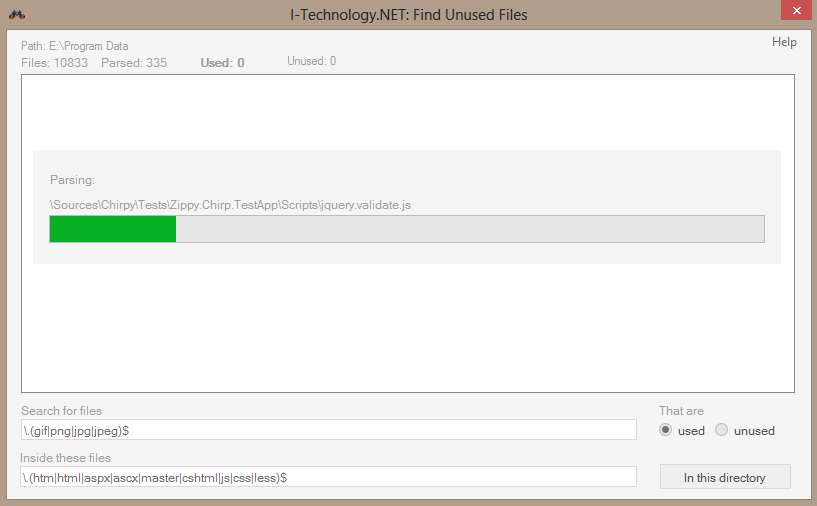 I-Technology.NET: Find Unused Files
Help
Path: E:\Program Data
Files: 10833 Parsed: 335 Used: 0 Unused: 0
Parsing:
\Sources\Chirpy\Tests\Zippy.Chirp.TestApp\Scripts\jquery.validate.js
Search for files
That are
\.(gif|png|jpg|jpeg)$
used unused
Inside these files
\.(htm|html|aspx|ascx|master|cshtml|js|css|less)$
In this directory